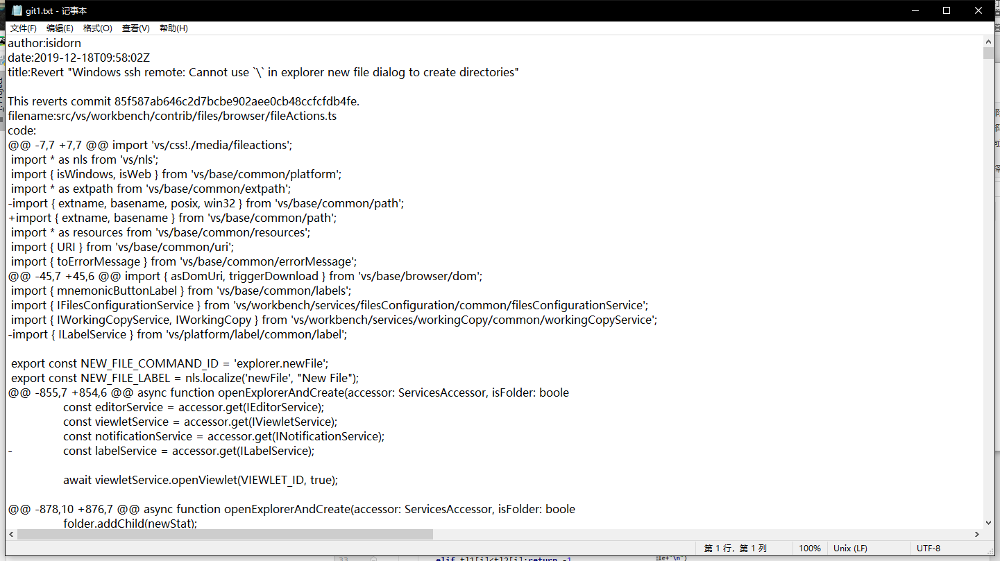 git1.txt - 记事本
文件(F) 编辑(E) 格式(O) 查看(V) 帮助(H)
author:isidorn
date:2019-12-18T09:58:02Z
title:Revert "Windows ssh remote: Cannot use `\` in explorer new file dialog to create directories"
This reverts commit 85f587ab646c2d7bcbe902aee0cb48ccfcfdb4fe.
filename:src/vs/workbench/contrib/files/browser/fileActions.ts
code:
@@ -7,7 +7,7 @@ import 'vs/css!./media/fileactions';
 import * as nls from 'vs/nls';
 import { isWindows, isWeb } from 'vs/base/common/platform';
 import * as extpath from 'vs/base/common/extpath';
-import { extname, basename, posix, win32 } from 'vs/base/common/path';
+import { extname, basename } from 'vs/base/common/path';
 import * as resources from 'vs/base/common/resources';
 import { URI } from 'vs/base/common/uri';
 import { toErrorMessage } from 'vs/base/common/errorMessage';
@@ -45,7 +45,6 @@ import { asDomUri, triggerDownload } from 'vs/base/browser/dom';
 import { mnemonicButtonLabel } from 'vs/base/common/labels';
 import { IFilesConfigurationService } from 'vs/workbench/services/filesConfiguration/common/filesConfigurationService';
 import { IWorkingCopyService, IWorkingCopy } from 'vs/workbench/services/workingCopy/common/workingCopyService';
-import { ILabelService } from 'vs/platform/label/common/label';
 export const NEW_FILE_COMMAND_ID = 'explorer.newFile';
 export const NEW_FILE_LABEL = nls.localize('newFile', "New File");
@@ -855,7 +854,6 @@ async function openExplorerAndCreate(accessor: ServicesAccessor, isFolder: boole
 const editorService = accessor.get(IEditorService);
 const viewletService = accessor.get(IViewletService);
 const notificationService = accessor.get(INotificationService);
- const labelService = accessor.get(ILabelService);
 await viewletService.openViewlet(VIEWLET_ID, true);
@@ -878,10 +876,7 @@ async function openExplorerAndCreate(accessor: ServicesAccessor, isFolder: boole
 folder.addChild(newStat);
第 1 行，第 1 列 100% Unix (LF) UTF-8
33 elif tl1[i]<tl2[i]:return -1